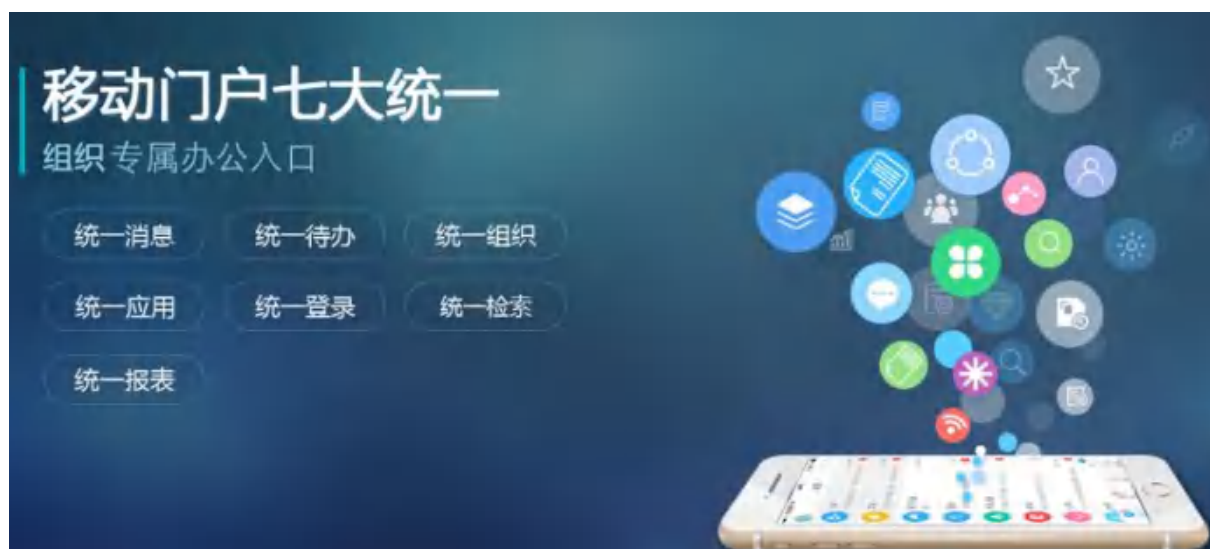 移动门户七大统一
组织专属办公入口
统一消息 统一待办 统一组织
统一应用 统一登录 统一检索
统一报表